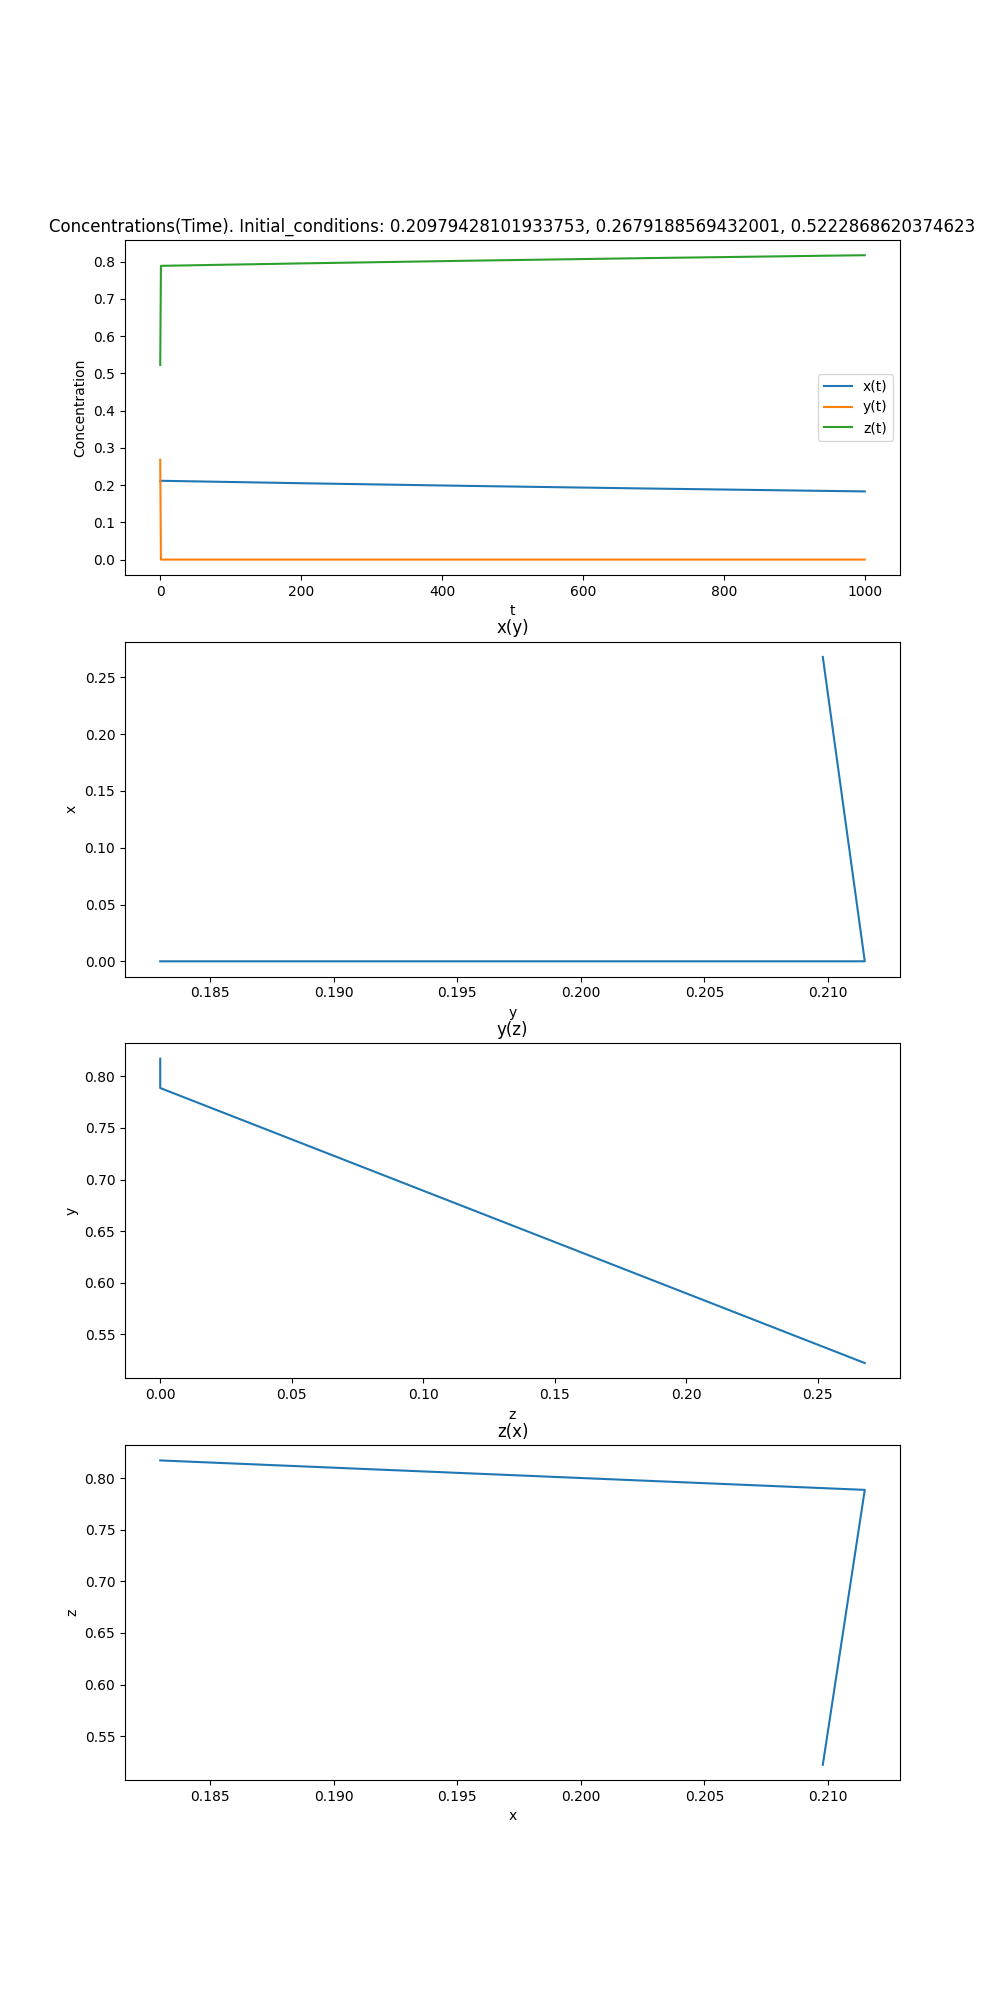 Concentrations(Time). Initial_conditions: 0.20979428101933753, 0.2679188569432001, 0.5222868620374623
0.8
0.7
0.6
0.5
0.4
0.3
0.2
0.1
0.0
Concentration
x(t)
y(t)
z(t)
0 200 400 600 800 1000
t
x(y)
0.25
0.20
0.15
0.10
0.05
0.00
x
0.185 0.190 0.195 0.200 0.205 0.210
y
y(z)
0.80
0.75
0.70
0.65
0.60
0.55
y
0.00 0.05 0.10 0.15 0.20 0.25
z
z(x)
0.80
0.75
0.70
0.65
0.60
0.55
z
0.185 0.190 0.195 0.200 0.205 0.210
x